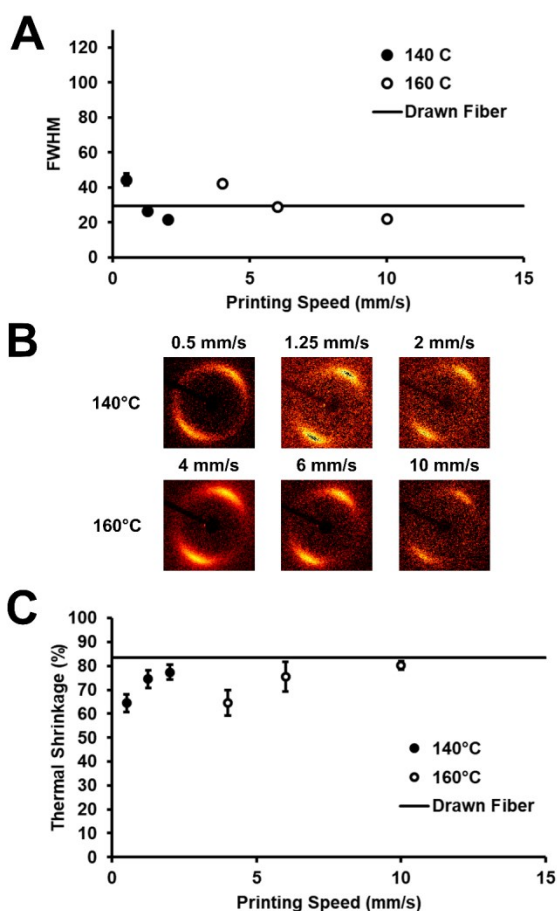 A
120
100
80
60
40
20
0
FWHM
140 C
160 C
Drawn Fiber
0 5 10 15
Printing Speed (mm/s)
B
0.5 mm/s 1.25 mm/s 2 mm/s
140°C
4 mm/s 6 mm/s 10 mm/s
160°C
C
100
90
80
70
60
50
40
30
20
10
0
Thermal Shrinkage (%)
140°C
160°C
Drawn Fiber
0 5 10 15
Printing Speed (mm/s)